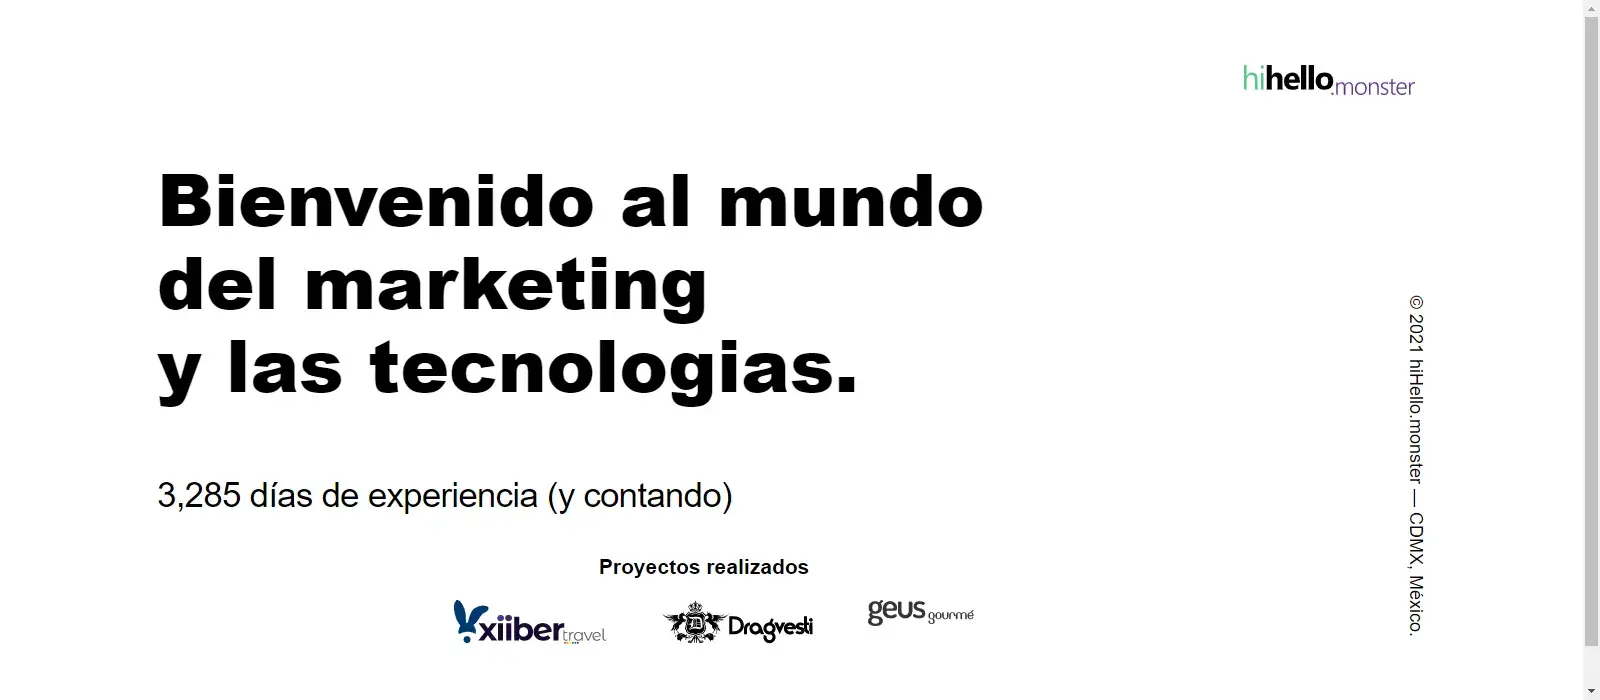 hihello.monster
Bienvenido al mundo
del marketing
y las tecnologias.
3,285 días de experiencia (y contando)
© 2021 hiHello.monster — CDMX, México.
Proyectos realizados
xiiber travel
Dragvesti
geus gourmé